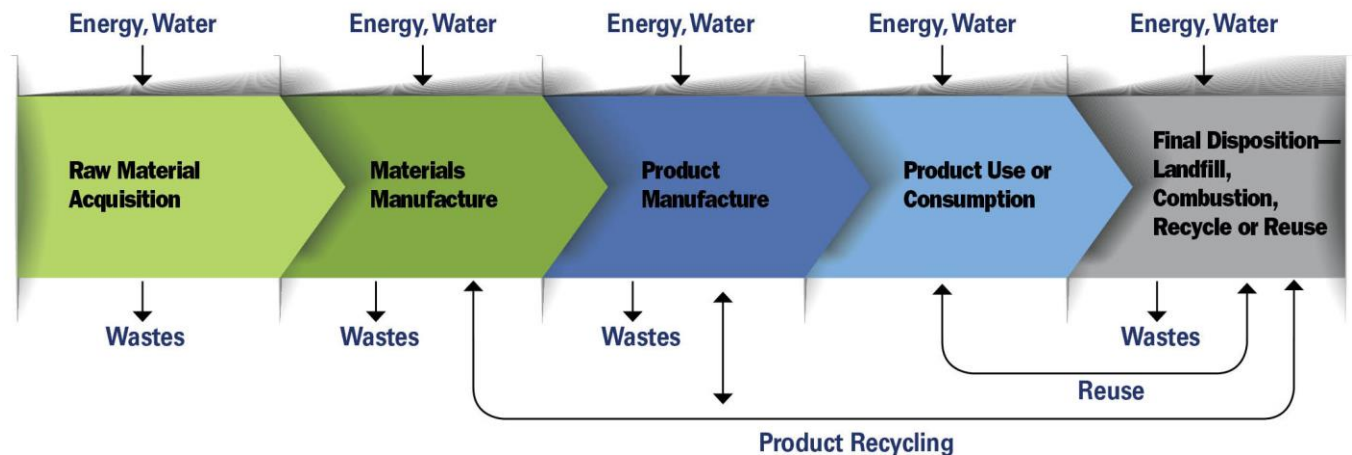 Energy, Water
Energy, Water
Energy, Water
Energy, Water
Energy, Water
Raw Material
Acquisition
Materials
Manufacture
Product
Manufacture
Product Use or
Consumption
Final Disposition—
Landfill,
Combustion,
Recycle or Reuse
Wastes
Wastes
Wastes
Wastes
Reuse
Product Recycling